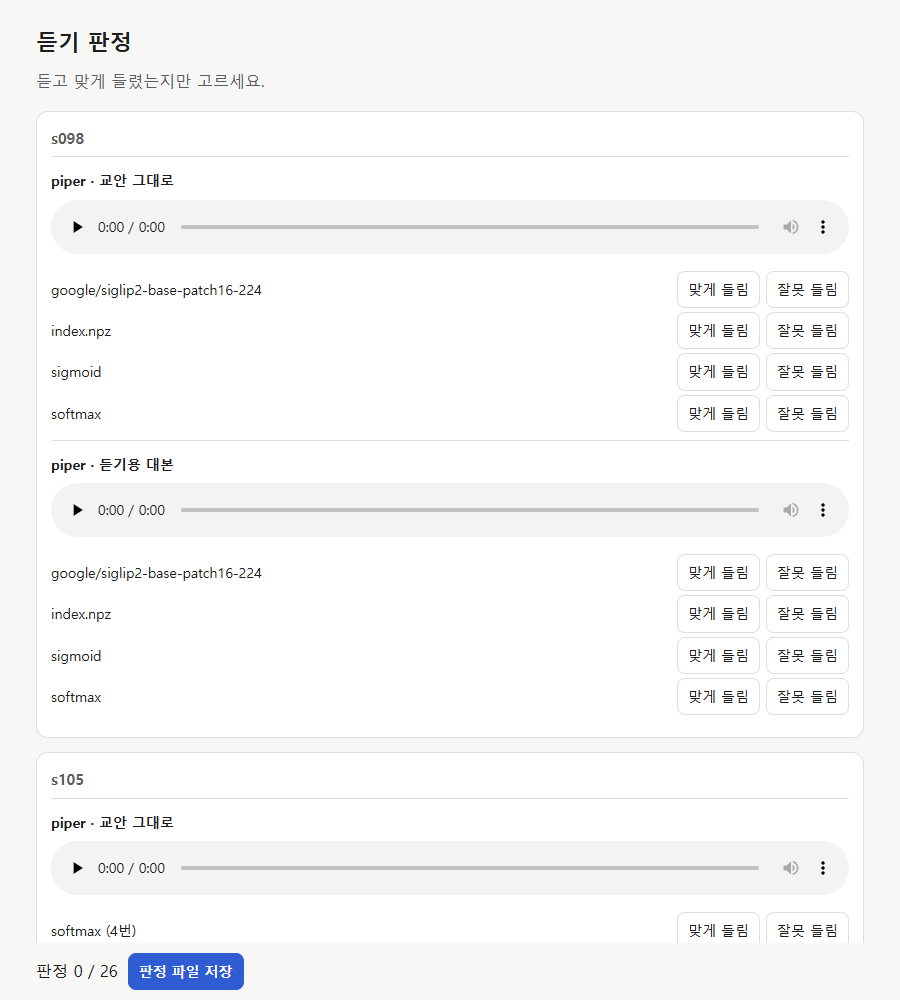 듣기 판정
듣고 맞게 들렸는지만 고르세요.
s098
piper · 교안 그대로
0:00 / 0:00
google/siglip2-base-patch16-224 맞게 들림 잘못 들림
index.npz 맞게 들림 잘못 들림
sigmoid 맞게 들림 잘못 들림
softmax 맞게 들림 잘못 들림
piper · 듣기용 대본
0:00 / 0:00
google/siglip2-base-patch16-224 맞게 들림 잘못 들림
index.npz 맞게 들림 잘못 들림
sigmoid 맞게 들림 잘못 들림
softmax 맞게 들림 잘못 들림
s105
piper · 교안 그대로
0:00 / 0:00
softmax (4번) 맞게 들림 잘못 들림
판정 0 / 26 판정 파일 저장